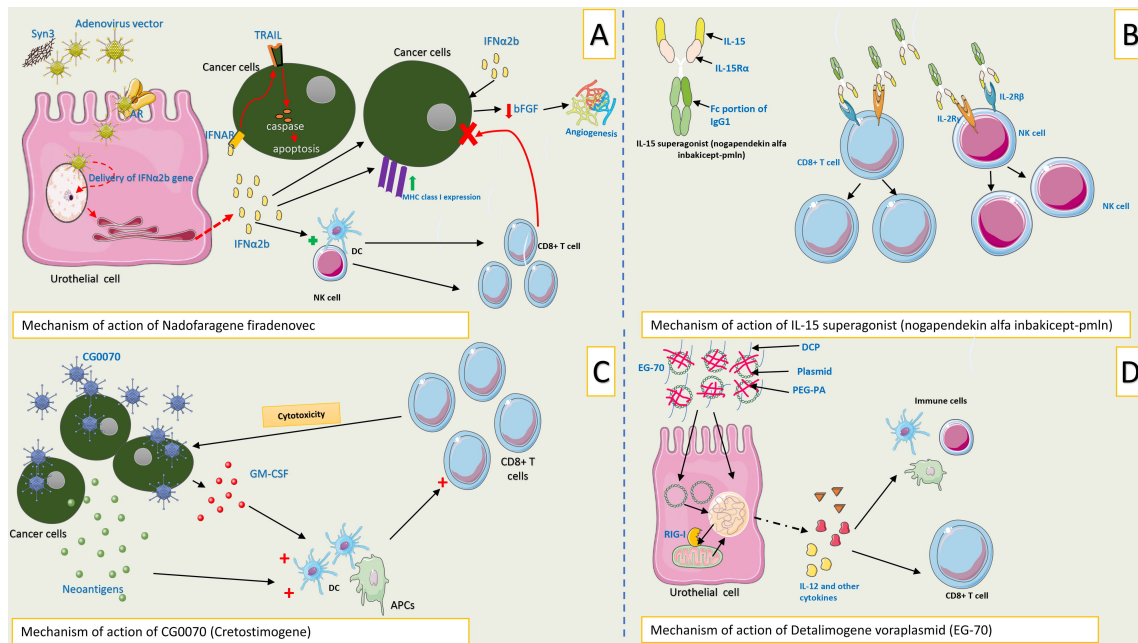 A
Syn3
Adenovirus vector
AR
Delivery of IFNα2b gene
Urothelial cell
TRAIL
Cancer cells
IFNAR
caspase
apoptosis
Cancer cells
IFNα2b
bFGF
Angiogenesis
MHC class I expression
IFNα2b
DC
NK cell
CD8+ T cell
Mechanism of action of Nadofaragene firadenovec
B
IL-15
IL-15Rα
Fc portion of
IgG1
IL-15 superagonist (nogapendekin alfa
inbakicept-pmln)
IL-2Rβ
IL-2Rγ
NK cell
CD8+ T cell
NK cell
Mechanism of action of IL-15 superagonist (nogapendekin alfa inbakicept-pmln)
C
CG0070
Cytotoxicity
GM-CSF
CD8+ T
cells
Cancer cells
Neoantigens
DC
APCs
Mechanism of action of CG0070 (Cretostimogene)
D
EG-70
DCP
Plasmid
PEG-PA
Immune cells
RIG-I
Urothelial cell
IL-12 and other
cytokines
CD8+ T cell
Mechanism of action of Detalimogene voraplasmid (EG-70)